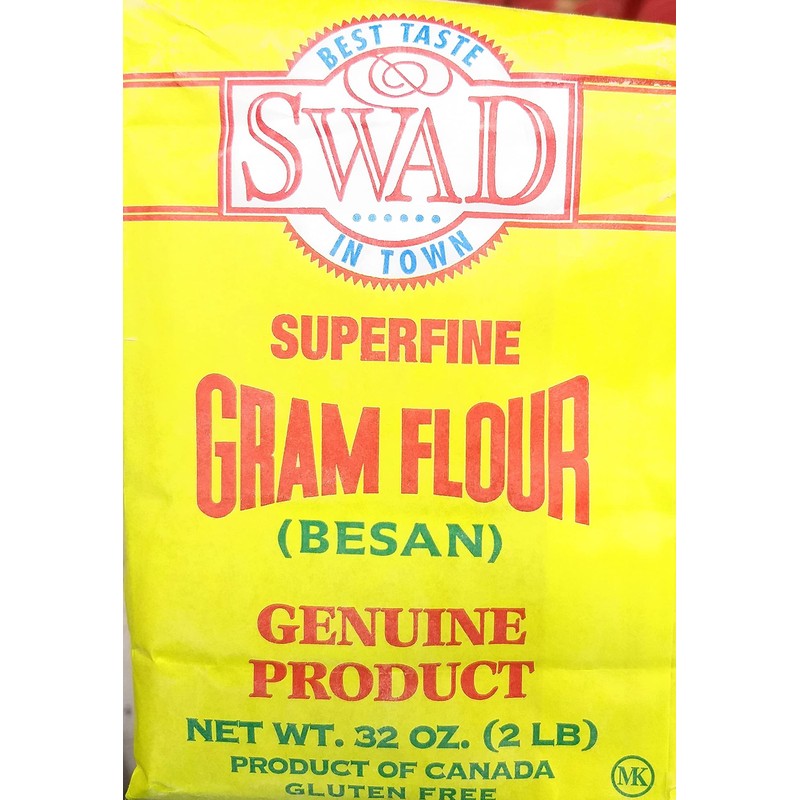 BEST TASTE
SWAD
IN TOWN
SUPERFINE
GRAM FLOUR
(BESAN)
GENUINE
PRODUCT
NET WT. 32 OZ. (2 LB)
PRODUCT OF CANADA
MK
GLUTEN FREE